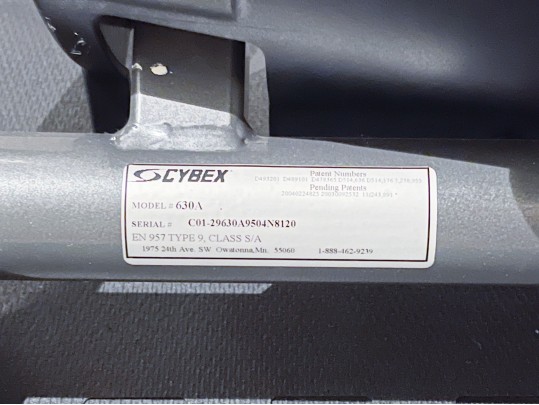 CYBEX
Patent Numbers
Pending Patents
MODEL # 630A
SERIAL # C01-29630A9504N8120
EN 957 TYPE 9, CLASS S/A
1975 24th Ave. SW. Owatonna,Mn. 55060 1-888-462-9239